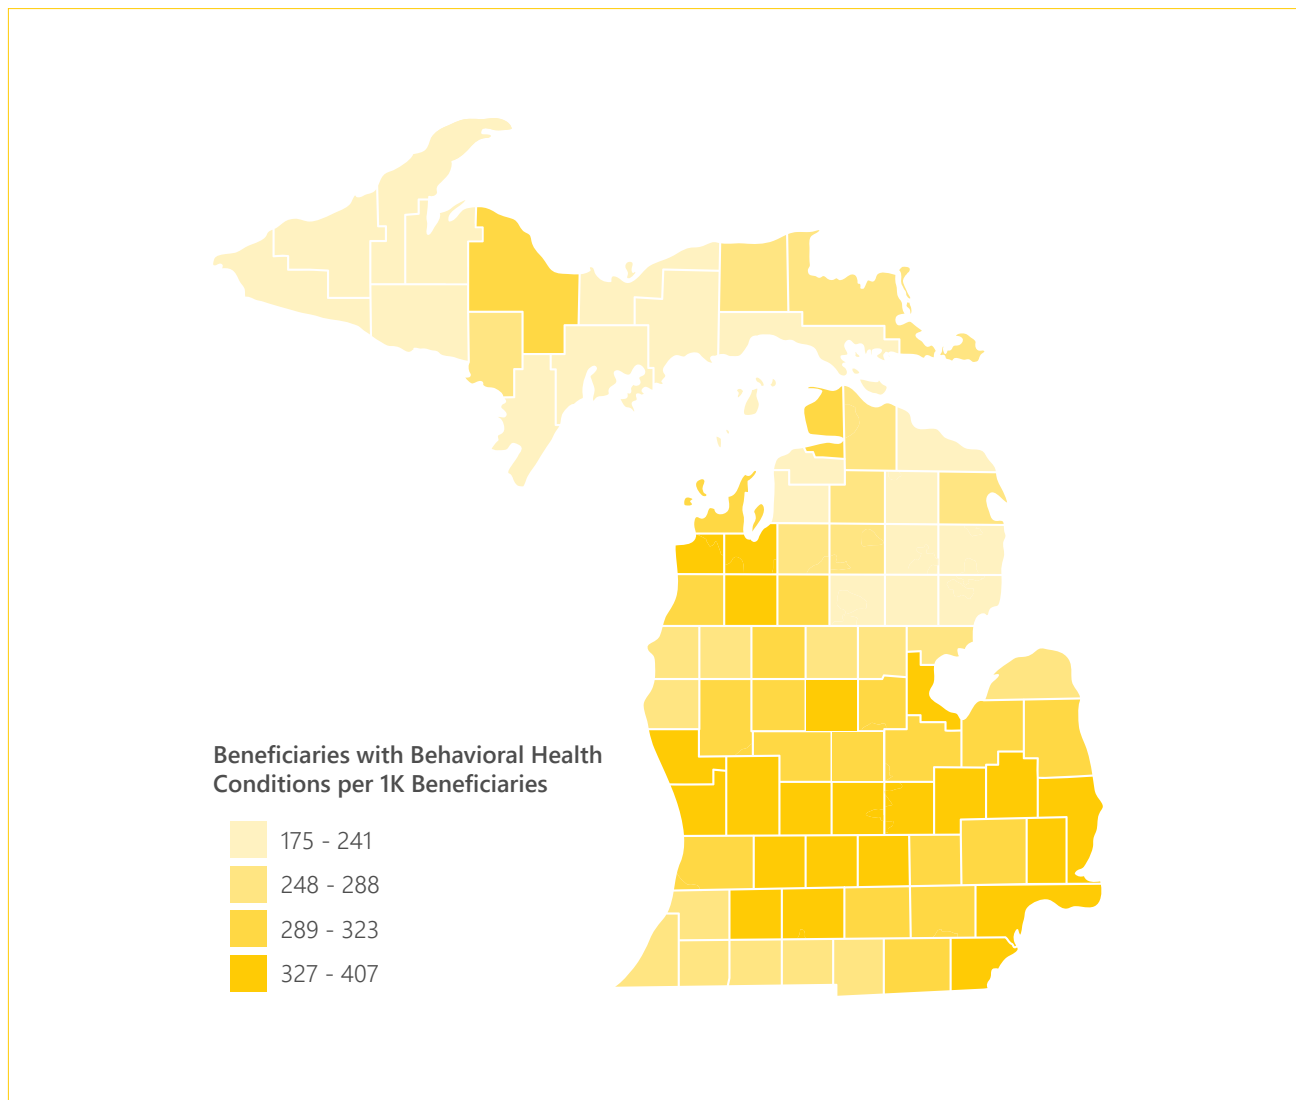 Beneficiaries with Behavioral Health
Conditions per 1K Beneficiaries
175 - 241
248 - 288
289 - 323
327 - 407